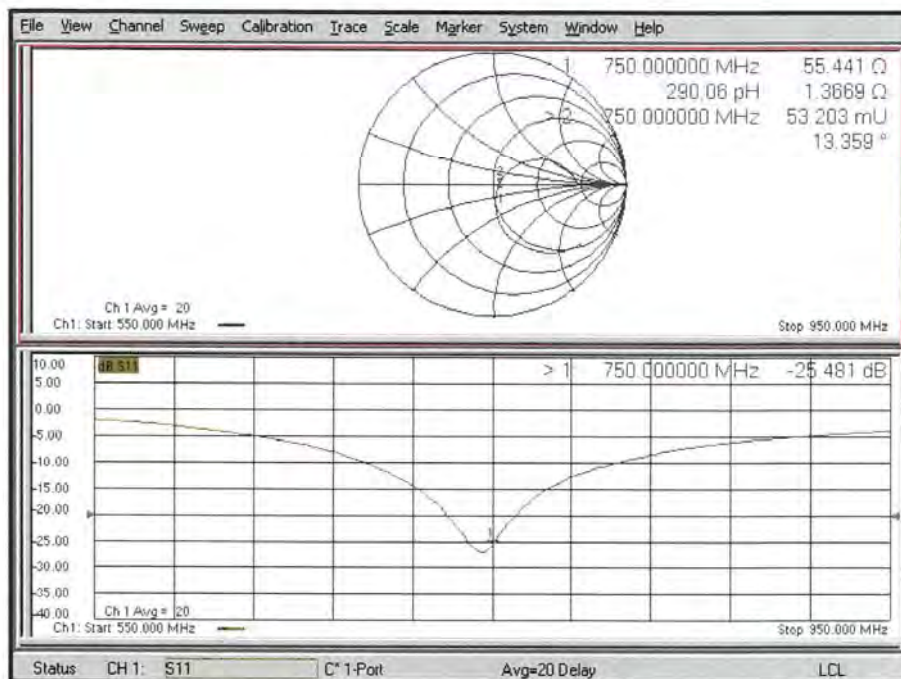 File View Channel Sweep Calibration Trace Scale Marker System Window Help
1 750.000000 MHz 55.441 Ω
290.06 pH 1.3669 Ω
> 2 750.000000 MHz 53.203 mU
13.359 °
2
1
Ch 1 Avg = 20
Ch1: Start 550.000 MHz
Stop 950.000 MHz
10.00
dB S11
> 1 750.000000 MHz -25.481 dB
5.00
0.00
-5.00
-10.00
-15.00
-20.00
-25.00
1
-30.00
-35.00
-40.00
Ch 1 Avg = 20
Ch1: Start 550.000 MHz
Stop 950.000 MHz
Status CH 1: S11 C* 1-Port Avg=20 Delay LCL